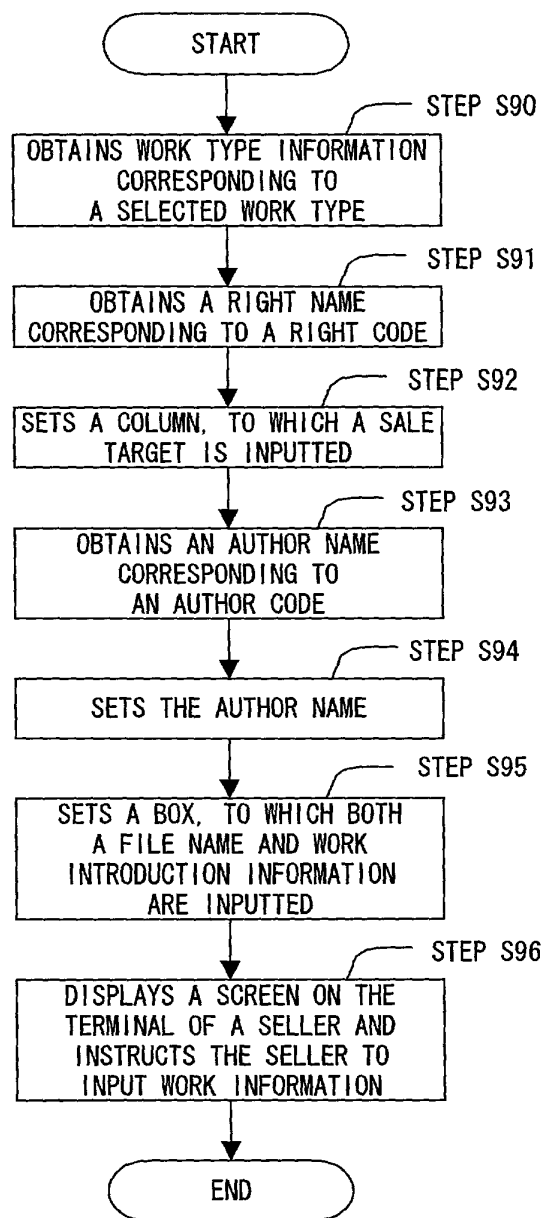 START
STEP S90
OBTAINS WORK TYPE INFORMATION
CORRESPONDING TO
A SELECTED WORK TYPE
STEP S91
OBTAINS A RIGHT NAME
CORRESPONDING TO A RIGHT CODE
STEP S92
SETS A COLUMN, TO WHICH A SALE
TARGET IS INPUTTED
STEP S93
OBTAINS AN AUTHOR NAME
CORRESPONDING TO
AN AUTHOR CODE
STEP S94
SETS THE AUTHOR NAME
STEP S95
SETS A BOX, TO WHICH BOTH
A FILE NAME AND WORK
INTRODUCTION INFORMATION
ARE INPUTTED
STEP S96
DISPLAYS A SCREEN ON THE
TERMINAL OF A SELLER AND
INSTRUCTS THE SELLER TO
INPUT WORK INFORMATION
END